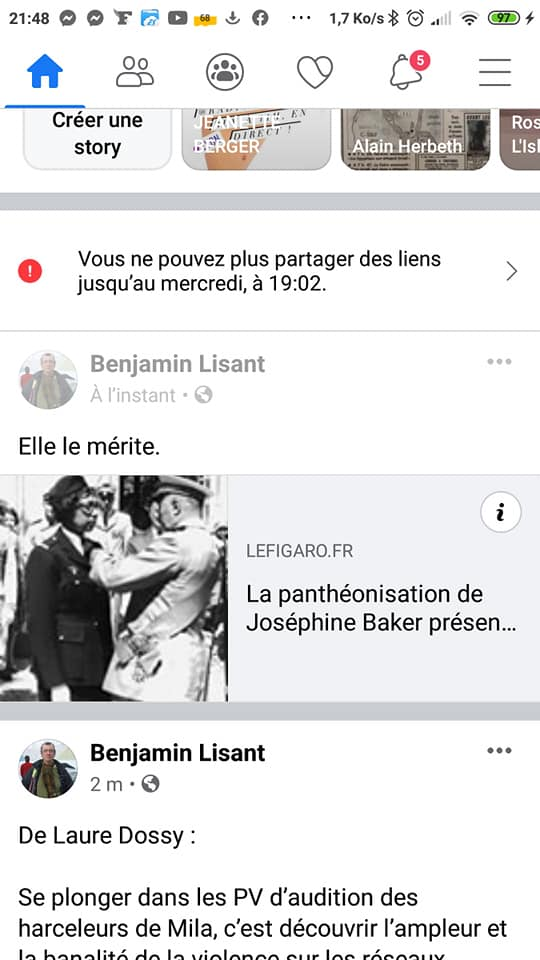 21:48
68
1,7 Ko/s
97
5
Créer une
story
EN
DIRECT !
JEANETTE
BERGER
Alain Herbeth
Ros
L'Isl
Vous ne pouvez plus partager des liens
jusqu'au mercredi, à 19:02.
Benjamin Lisant
À l'instant
Elle le mérite.
LEFIGARO.FR
La panthéonisation de
Joséphine Baker présen...
Benjamin Lisant
2 m
De Laure Dossy :
Se plonger dans les PV d'audition des
harceleurs de Mila, c'est découvrir l'ampleur et
la banalité de la violence sur les réseaux